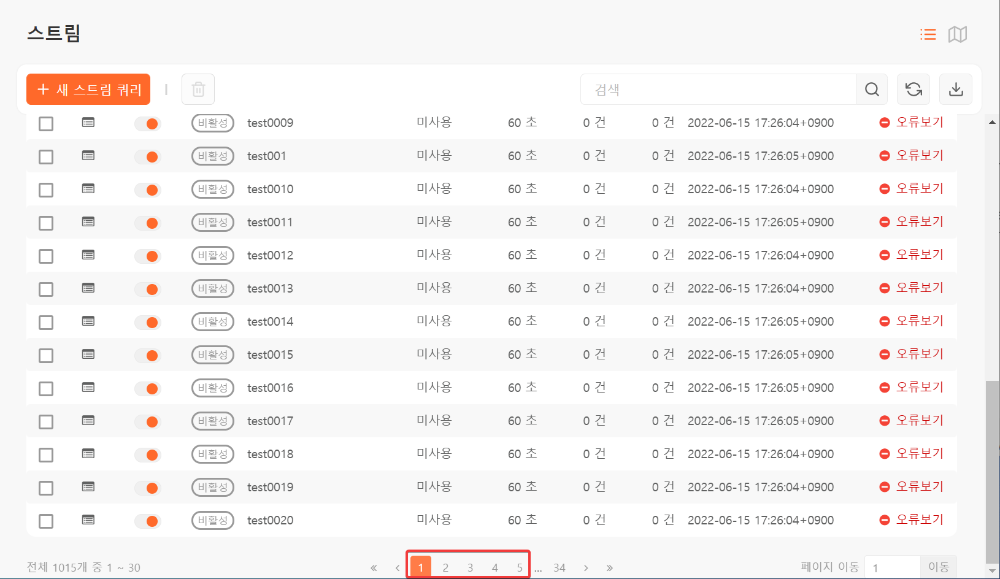 스트림
새 스트림 쿼리
검색
비활성 test0009 미사용 60 초 0 건 0 건 2022-06-15 17:26:04+0900 오류보기
비활성 test001 미사용 60 초 0 건 0 건 2022-06-15 17:26:05+0900 오류보기
비활성 test0010 미사용 60 초 0 건 0 건 2022-06-15 17:26:04+0900 오류보기
비활성 test0011 미사용 60 초 0 건 0 건 2022-06-15 17:26:05+0900 오류보기
비활성 test0012 미사용 60 초 0 건 0 건 2022-06-15 17:26:04+0900 오류보기
비활성 test0013 미사용 60 초 0 건 0 건 2022-06-15 17:26:04+0900 오류보기
비활성 test0014 미사용 60 초 0 건 0 건 2022-06-15 17:26:05+0900 오류보기
비활성 test0015 미사용 60 초 0 건 0 건 2022-06-15 17:26:05+0900 오류보기
비활성 test0016 미사용 60 초 0 건 0 건 2022-06-15 17:26:05+0900 오류보기
비활성 test0017 미사용 60 초 0 건 0 건 2022-06-15 17:26:05+0900 오류보기
비활성 test0018 미사용 60 초 0 건 0 건 2022-06-15 17:26:04+0900 오류보기
비활성 test0019 미사용 60 초 0 건 0 건 2022-06-15 17:26:04+0900 오류보기
비활성 test0020 미사용 60 초 0 건 0 건 2022-06-15 17:26:04+0900 오류보기
전체 1015개 중 1 ~ 30 « ‹ 1 2 3 4 5 ... 34 › » 페이지 이동 1 이동